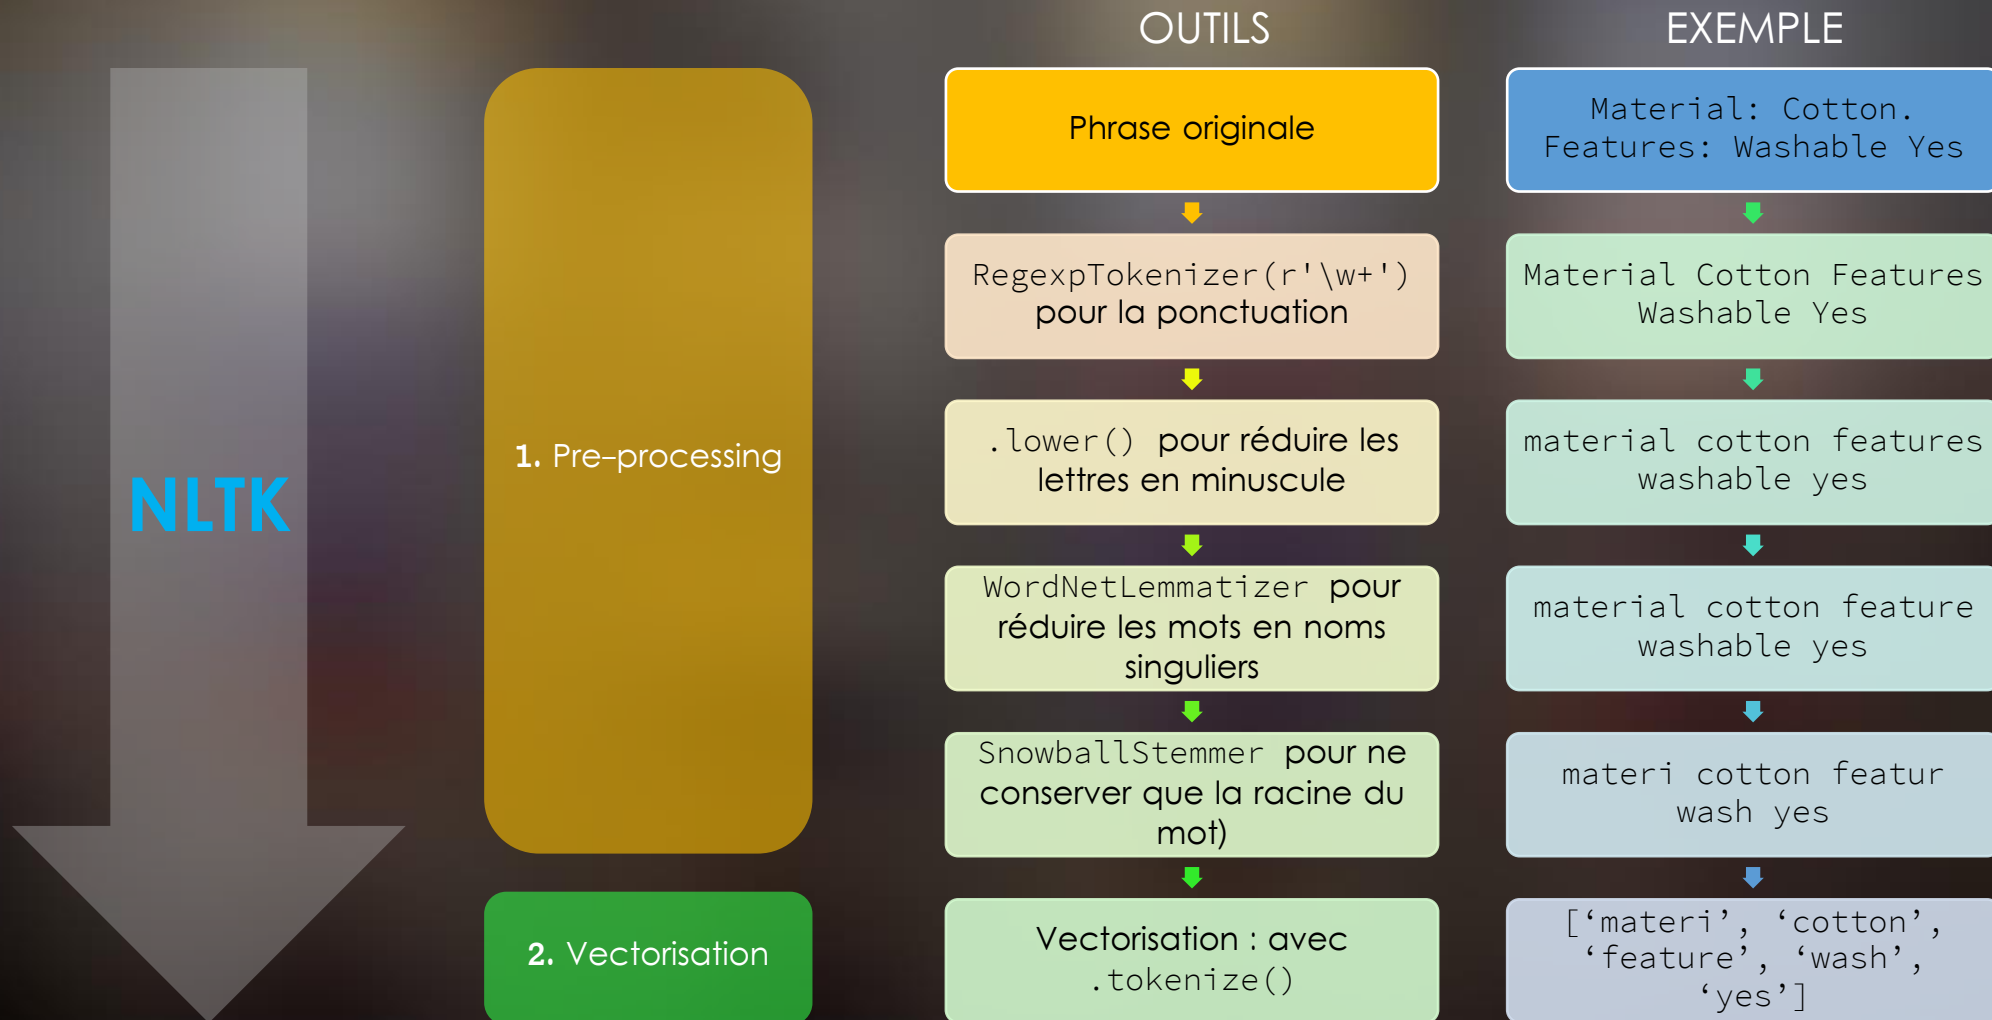 OUTILS
EXEMPLE
NLTK
1. Pre-processing
2. Vectorisation
Phrase originale
RegexpTokenizer(r'\w+')
pour la ponctuation
.lower() pour réduire les
lettres en minuscule
WordNetLemmatizer pour
réduire les mots en noms
singuliers
SnowballStemmer pour ne
conserver que la racine du
mot)
Vectorisation : avec
.tokenize()
Material: Cotton.
Features: Washable Yes
Material Cotton Features
Washable Yes
material cotton features
washable yes
material cotton feature
washable yes
materi cotton featur
wash yes
[‘materi’, ‘cotton’,
‘feature’, ‘wash’,
‘yes’]